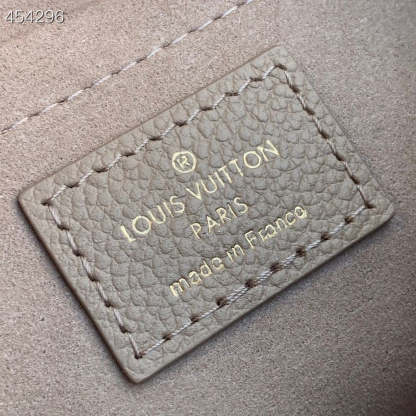 454296
®
LOUIS VUITTON
PARIS
made in France